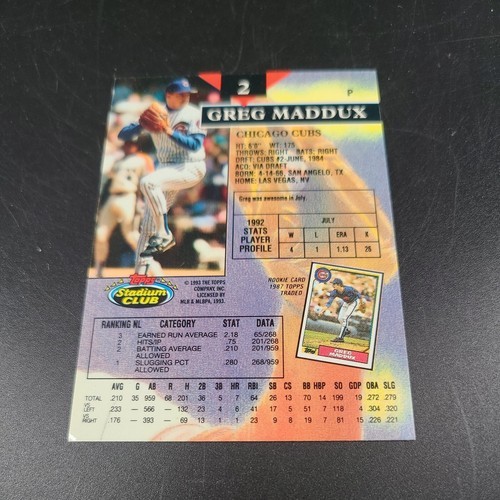 2
P
GREG MADDUX
CHICAGO CUBS
HT: 6'0" WT: 175
THROWS: RIGHT BATS: RIGHT
DRFT: CUBS #2-JUNE, 1984
ACQ: VIA DRAFT
BORN: 4-14-66, SAN ANGELO, TX
HOME: LAS VEGAS, NV
Greg was awesome in July.
1992 STATS PLAYER PROFILE
JULY
W L ERA K
4 1 1.13 26
© 1993 THE TOPPS
COMPANY, INC.
LICENSED BY
MLB & MLBPA, 1993.
Topps
Stadium
CLUB
ROOKIE CARD
1987 TOPPS
TRADED
Topps
GREG
MADDUX
RANKING NL CATEGORY STAT DATA
3 EARNED RUN AVERAGE 2.18 65/268
2 HITS/IP .75 201/268
2 BATTING AVERAGE ALLOWED .210 201/959
1 SLUGGING PCT ALLOWED .280 268/959
AVG G AB R H 2B 3B HR RBI SB CS BB HBP SO GDP OBA SLG
TOTAL .210 35 959 68 201 36 5 7 64 26 13 70 14 199 19 .272 .279
VS. LEFT .233 — 566 — 132 23 4 6 41 17 5 51 7 118 4 .304 .320
VS. RIGHT .176 — 393 — 69 13 1 1 23 9 8 19 7 81 15 .226 .221